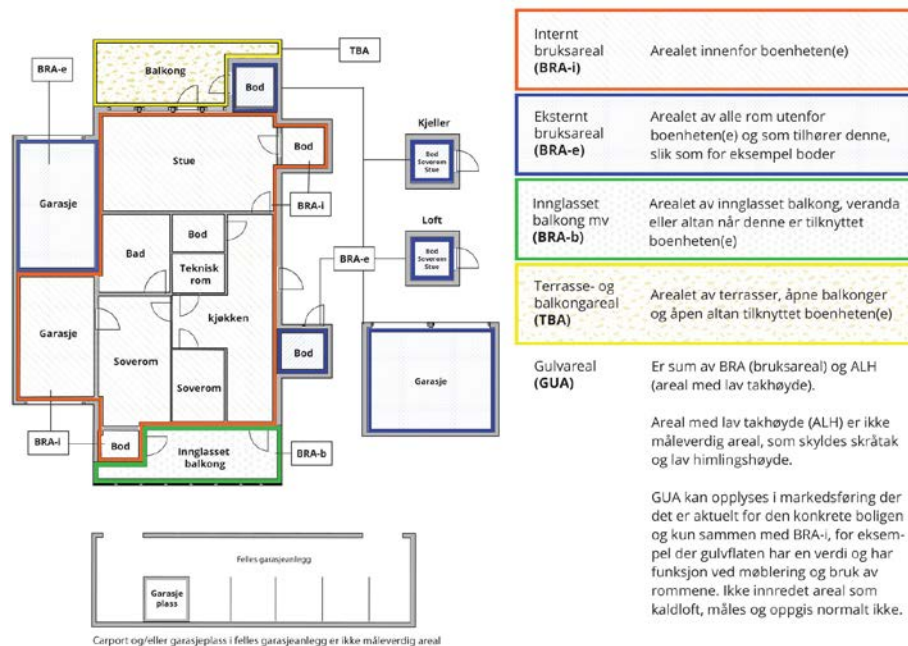 TBA
BRA-e
Balkong
Bod
Stue
Bod
Kjeller
Bod
Soverom
Stue
Garasje
BRA-i
Bod
Bad
Teknisk
rom
Loft
Bod
Soverom
Stue
BRA-e
Garasje
kjøkken
Soverom
Soverom
Bod
Garasje
BRA-i
Bod
Innglasset
balkong
BRA-b
Felles garasjeanlegg
Garasje
plass
Carport og/eller garasjeplass i felles garasjeanlegg er ikke måleverdig areal
Internt
bruksareal
(BRA-i)
Arealet innenfor boenheten(e)
Eksternt
bruksareal
(BRA-e)
Arealet av alle rom utenfor
boenheten(e) og som tilhører denne,
slik som for eksempel boder
Innglasset
balkong mv
(BRA-b)
Arealet av innglasset balkong, veranda
eller altan når denne er tilknyttet
boenheten(e)
Terrasse- og
balkongareal
(TBA)
Arealet av terrasser, åpne balkonger
og åpen altan tilknyttet boenheten(e)
Gulvareal
(GUA)
Er sum av BRA (bruksareal) og ALH
(areal med lav takhøyde).
Areal med lav takhøyde (ALH) er ikke
måleverdig areal, som skyldes skråtak
og lav himlingshøyde.
GUA kan opplyses i markedsføring der
det er aktuelt for den konkrete boligen
og kun sammen med BRA-i, for eksem-
pel der gulvflaten har en verdi og har
funksjon ved møblering og bruk av
rommene. Ikke innredet areal som
kaldloft, måles og oppgis normalt ikke.